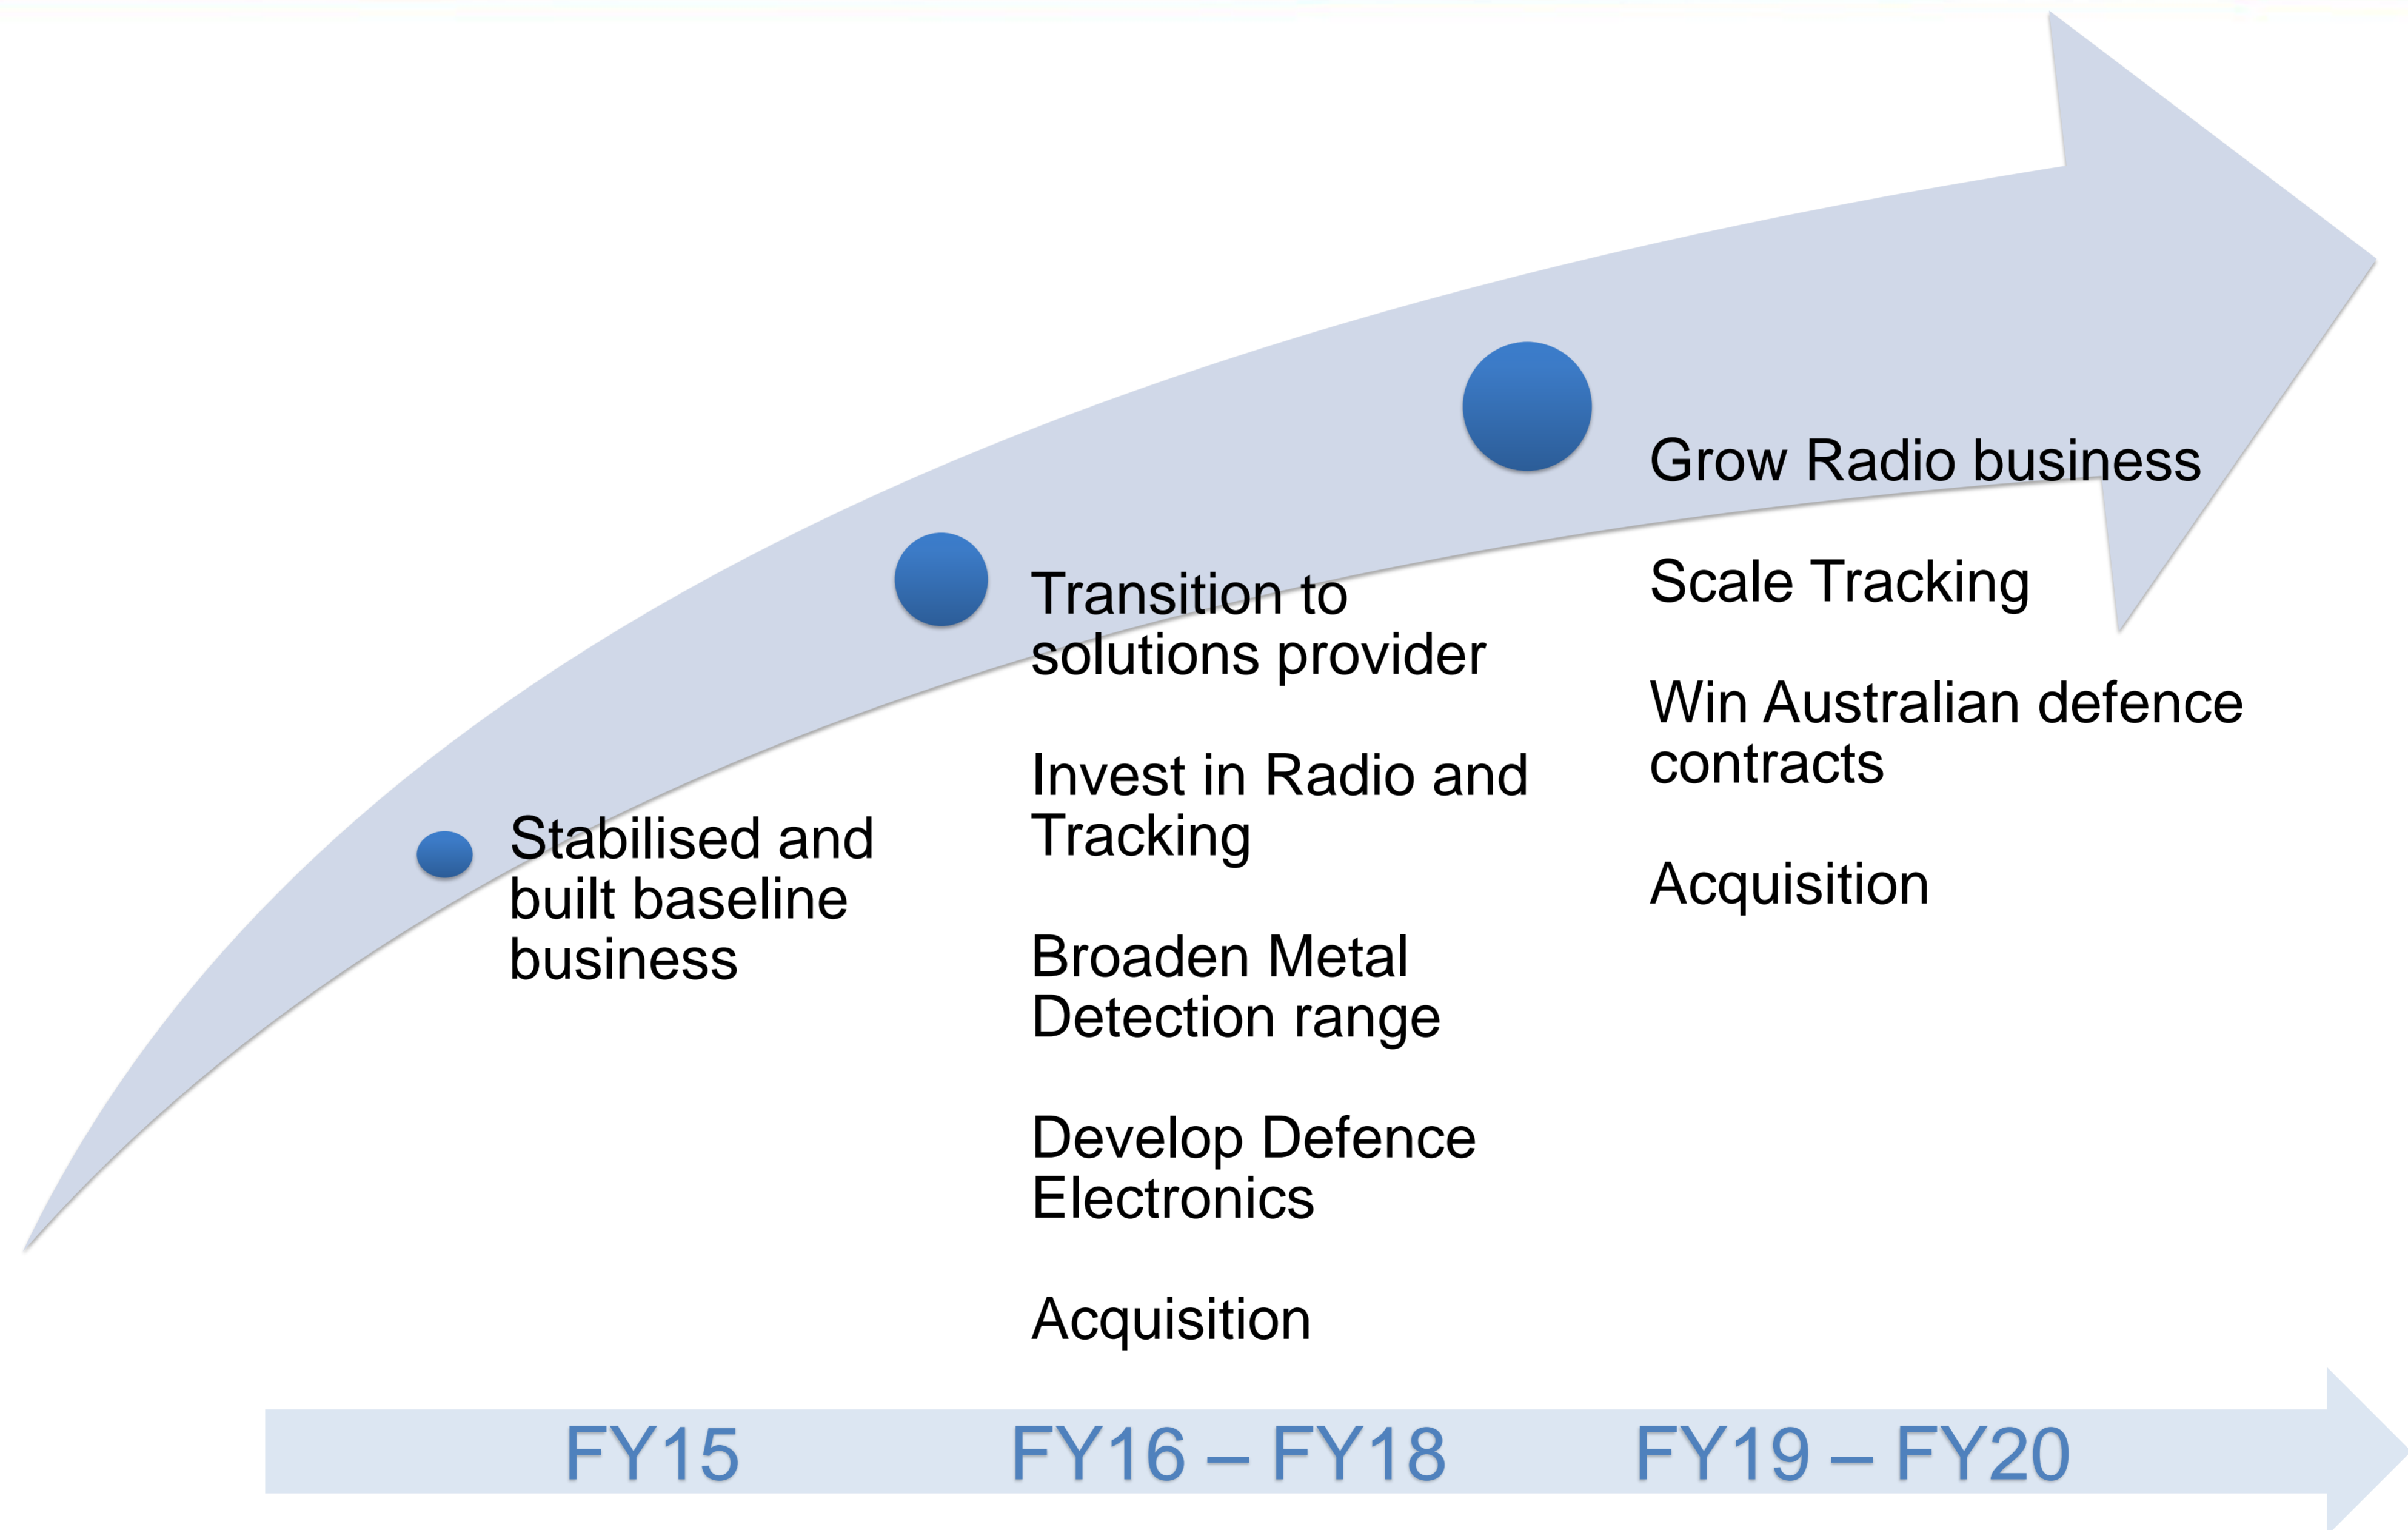 Stabilised and
built baseline
business
Transition to
solutions provider
Invest in Radio and
Tracking
Broaden Metal
Detection range
Develop Defence
Electronics
Acquisition
Grow Radio business
Scale Tracking
Win Australian defence
contracts
Acquisition
FY15
FY16 – FY18
FY19 – FY20